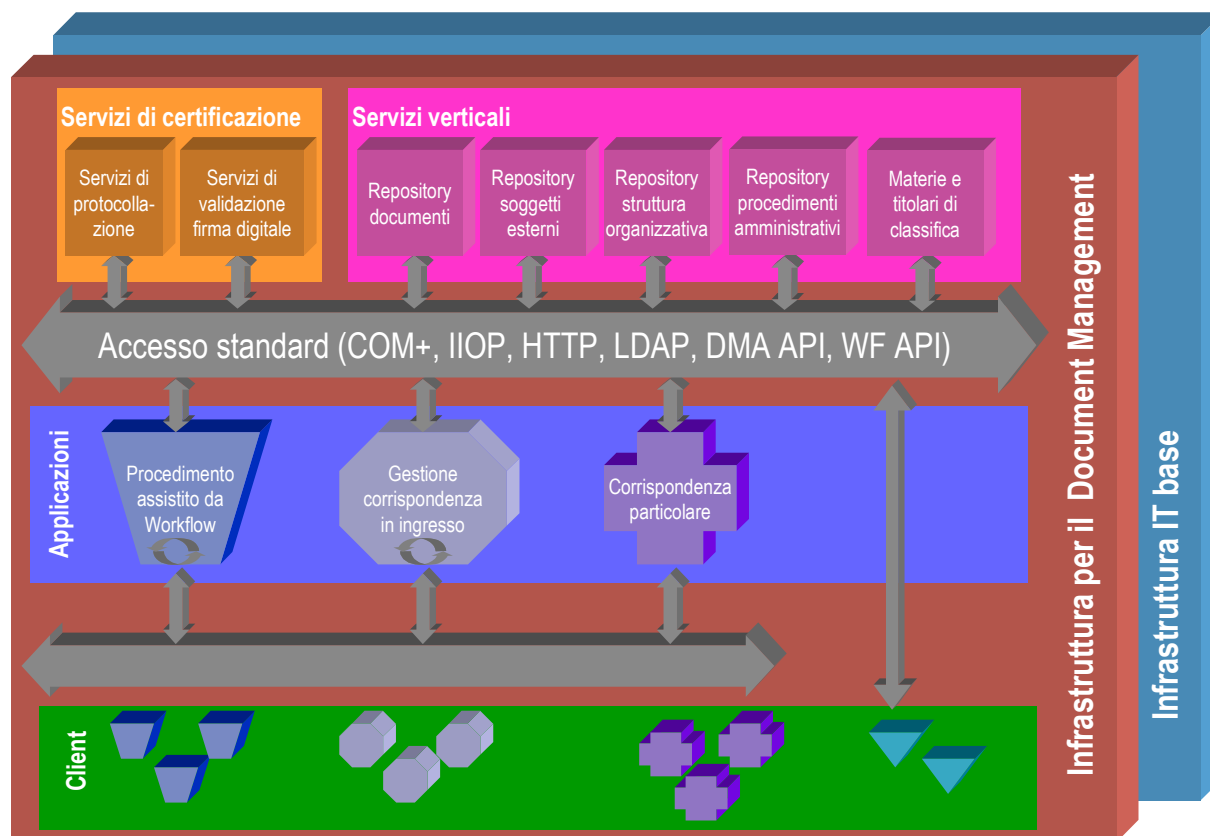 Servizi di certificazione
Servizi di
protocolla-
zione
Servizi di
validazione
firma digitale
Servizi verticali
Repository
documenti
Repository
soggetti
esterni
Repository
struttura
organizzativa
Repository
procedimenti
amministrativi
Materie e
titolari di
classifica
Accesso standard (COM+, IIOP, HTTP, LDAP, DMA API, WF API)
Applicazioni
Procedimento
assistito da
Workflow
Gestione
corrispondenza
in ingresso
Corrispondenza
particolare
Client
Infrastruttura per il Document Management
Infrastruttura IT base